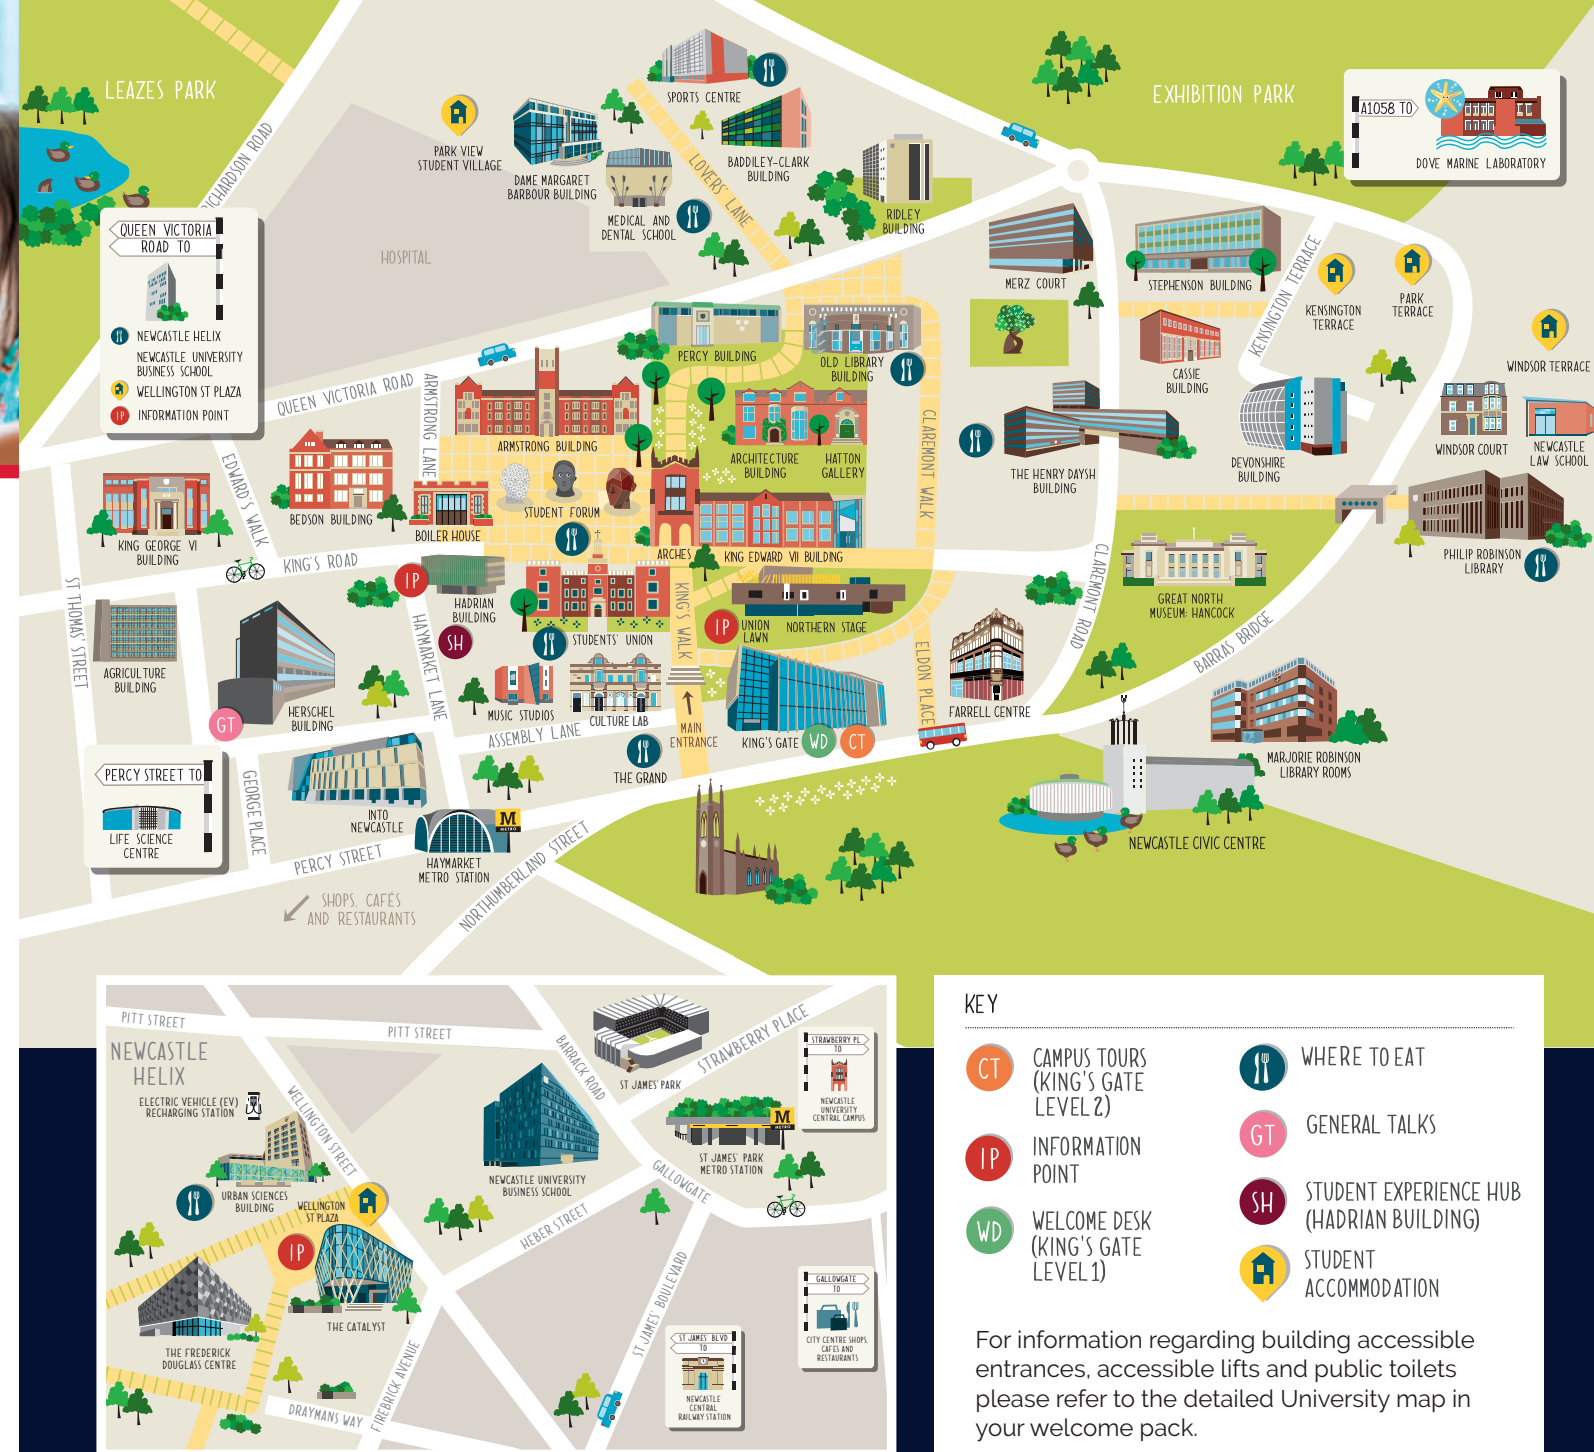 LEAZES PARK
RICHARDSON ROAD
EXHIBITION PARK
A1058 TO
DOVE MARINE LABORATORY
SPORTS CENTRE
PARK VIEW
STUDENT VILLAGE
DAME MARGARET
BARBOUR BUILDING
BADDILEY-CLARK
BUILDING
LOVERS' LANE
MEDICAL AND
DENTAL SCHOOL
RIDLEY
BUILDING
HOSPITAL
QUEEN VICTORIA
ROAD TO
NEWCASTLE HELIX
NEWCASTLE UNIVERSITY
BUSINESS SCHOOL
WELLINGTON ST PLAZA
IP
INFORMATION POINT
MERZ COURT
STEPHENSON BUILDING
KENSINGTON TERRACE
KENSINGTON
TERRACE
PARK
TERRACE
WINDSOR TERRACE
PERCY BUILDING
OLD LIBRARY
BUILDING
CASSIE
BUILDING
QUEEN VICTORIA ROAD
ARMSTRONG LANE
ARMSTRONG BUILDING
ARCHITECTURE
BUILDING
HATTON
GALLERY
CLAREMONT WALK
THE HENRY DAYSH
BUILDING
DEVONSHIRE
BUILDING
WINDSOR COURT
NEWCASTLE
LAW SCHOOL
EDWARD'S WALK
BEDSON BUILDING
BOILER HOUSE
STUDENT FORUM
ARCHES
KING EDWARD VII BUILDING
KING GEORGE VI
BUILDING
KING'S ROAD
PHILIP ROBINSON
LIBRARY
ST THOMAS' STREET
IP
HADRIAN
BUILDING
SH
HAYMARKET LANE
STUDENTS' UNION
KING'S WALK
IP
UNION
LAWN
NORTHERN STAGE
CLAREMONT ROAD
GREAT NORTH
MUSEUM: HANCOCK
BARRAS BRIDGE
AGRICULTURE
BUILDING
GT
HERSCHEL
BUILDING
MUSIC STUDIOS
CULTURE LAB
ASSEMBLY LANE
THE GRAND
MAIN
ENTRANCE
KING'S GATE
WD
CT
ELDON PLACE
FARRELL CENTRE
MARJORIE ROBINSON
LIBRARY ROOMS
PERCY STREET TO
LIFE SCIENCE
CENTRE
GEORGE PLACE
INTO
NEWCASTLE
M
METRO
HAYMARKET
METRO STATION
PERCY STREET
NORTHUMBERLAND STREET
SHOPS, CAFÉS
AND RESTAURANTS
NEWCASTLE CIVIC CENTRE
PITT STREET
PITT STREET
NEWCASTLE
HELIX
ELECTRIC VEHICLE (EV)
RECHARGING STATION
WELLINGTON STREET
BARRACK ROAD
ST JAMES' PARK
STRAWBERRY PLACE
STRAWBERRY PL
TO
NEWCASTLE
UNIVERSITY
CENTRAL CAMPUS
M
METRO
ST JAMES' PARK
METRO STATION
GALLOWGATE
NEWCASTLE UNIVERSITY
BUSINESS SCHOOL
URBAN SCIENCES
BUILDING
WELLINGTON
ST PLAZA
IP
HEBER STREET
THE CATALYST
THE FREDERICK
DOUGLASS CENTRE
FIREBRICK AVENUE
DRAYMANS WAY
ST JAMES' BOULEVARD
ST JAMES' BLVD
TO
NEWCASTLE
CENTRAL
RAILWAY STATION
GALLOWGATE
TO
CITY CENTRE SHOPS,
CAFES AND
RESTAURANTS
KEY
CT
CAMPUS TOURS
(KING'S GATE
LEVEL 2)
IP
INFORMATION
POINT
WD
WELCOME DESK
(KING'S GATE
LEVEL 1)
WHERE TO EAT
GT
GENERAL TALKS
SH
STUDENT EXPERIENCE HUB
(HADRIAN BUILDING)
STUDENT
ACCOMMODATION
For information regarding building accessible
entrances, accessible lifts and public toilets
please refer to the detailed University map in
your welcome pack.